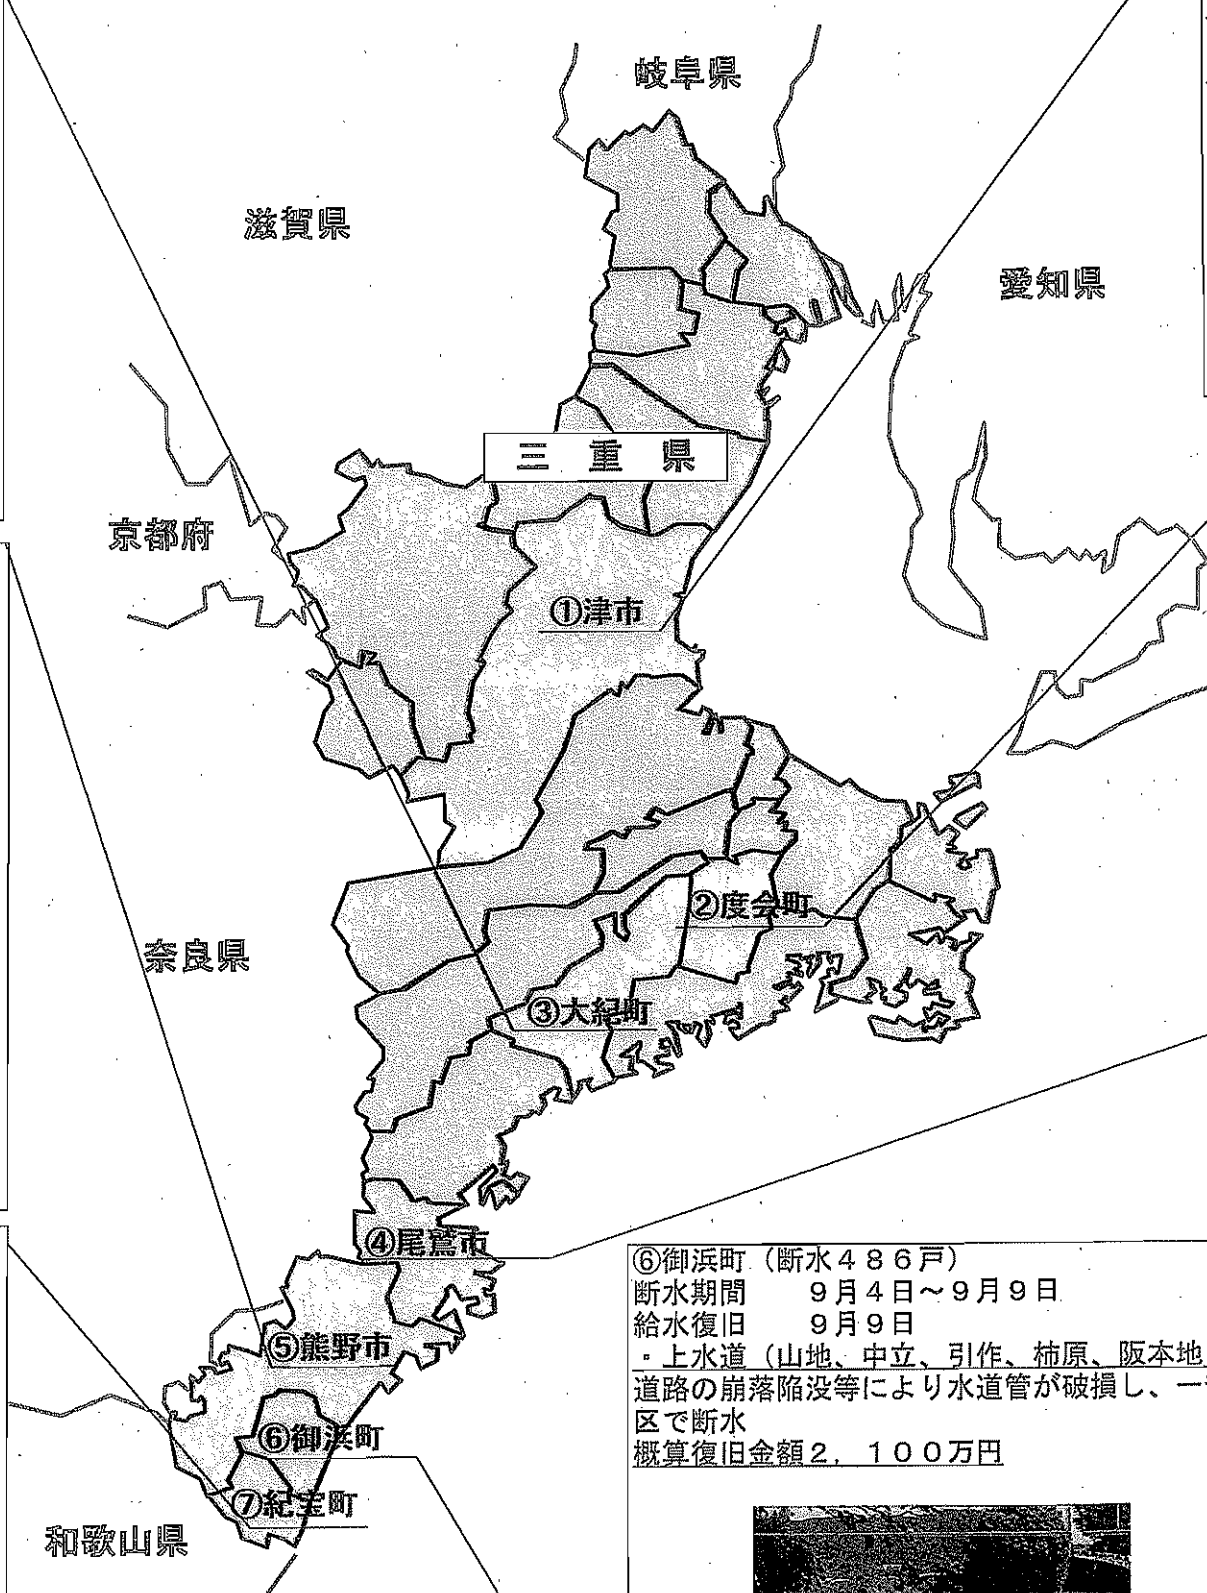 岐阜県
滋賀県
愛知県
三重県
京都府
①津市
②度会町
奈良県
③大紀町
④尾鷲市
⑤熊野市
⑥御浜町
⑦紀宝町
和歌山県
⑥御浜町（断水４８６戸）
断水期間　　９月４日～９月９日
給水復旧　　９月９日
・上水道（山地、中立、引作、柿原、阪本地
道路の崩落陥没等により水道管が破損し、一
区で断水
概算復旧金額２，１００万円